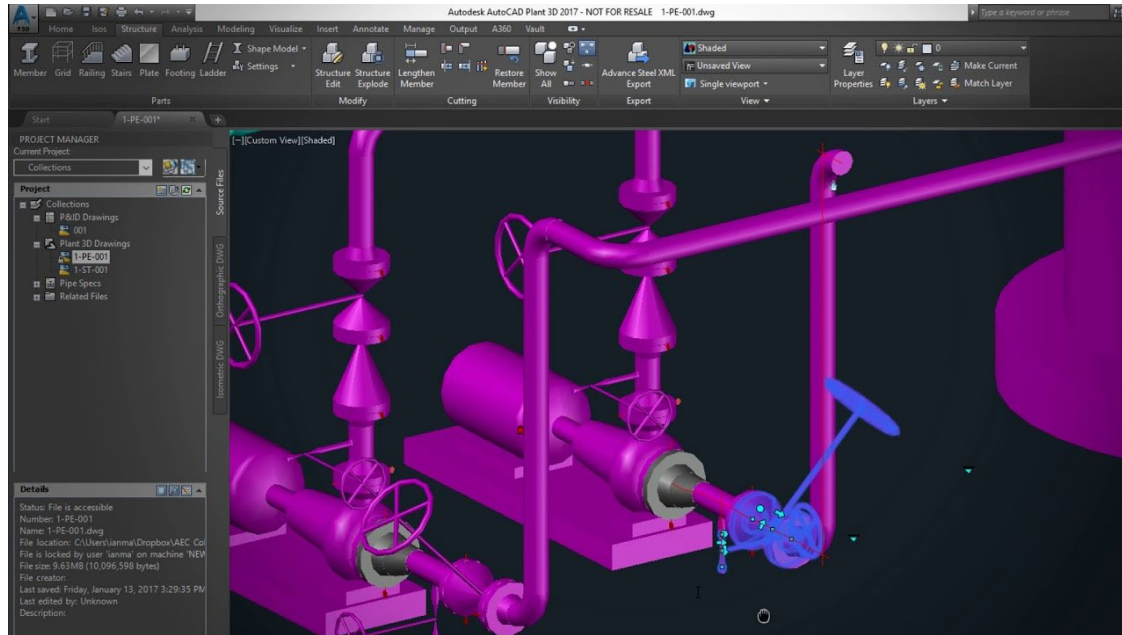 Autodesk AutoCAD Plant 3D 2017 - NOT FOR RESALE 1-PE-001.dwg
Type a keyword or phrase
P3D
Home Isos Structure Analysis Modeling Visualize Insert Annotate Manage Output A360 Vault
Member Grid Railing Stairs Plate Footing Ladder
Shape Model
Settings
Structure Edit
Structure Explode
Lengthen Member
Restore Member
Show All
Advance Steel XML Export
Shaded
Unsaved View
Single viewport
Layer Properties
0
Make Current
Match Layer
Parts Modify Cutting Visibility Export View Layers
Start 1-PE-001*
PROJECT MANAGER
Current Project:
Collections
Project
Collections
P&ID Drawings
001
Plant 3D Drawings
1-PE-001
1-ST-001
Pipe Specs
Related Files
Source Files
Orthographic DWG
Isometric DWG
[−][Custom View][Shaded]
Details
Status: File is accessible
Number: 1-PE-001
Name: 1-PE-001.dwg
File location: C:\Users\ianma\Dropbox\AEC Col
File is locked by user 'ianma' on machine 'NEW
File size: 9.63MB (10,096,598 bytes)
File creator:
Last saved: Friday, January 13, 2017 3:29:35 PM
Last edited by: Unknown
Description: